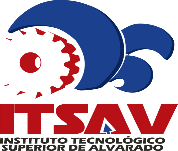 ITSAV
INSTITUTO TECNOLÓGICO
SUPERIOR DE ALVARADO